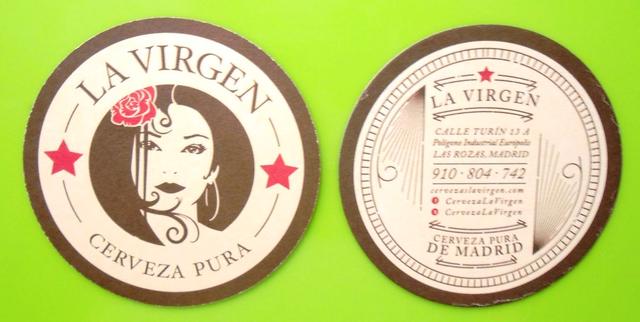 LA VIRGEN
CERVEZA PURA
LA VIRGEN
CALLE TURÍN 13 A
Polígono Industrial Európolis
LAS ROZAS, MADRID
910 · 804 · 742
cervezaslavirgen.com
CervezaLaVirgen
CervezaLaVirgen
CERVEZA PURA
DE MADRID